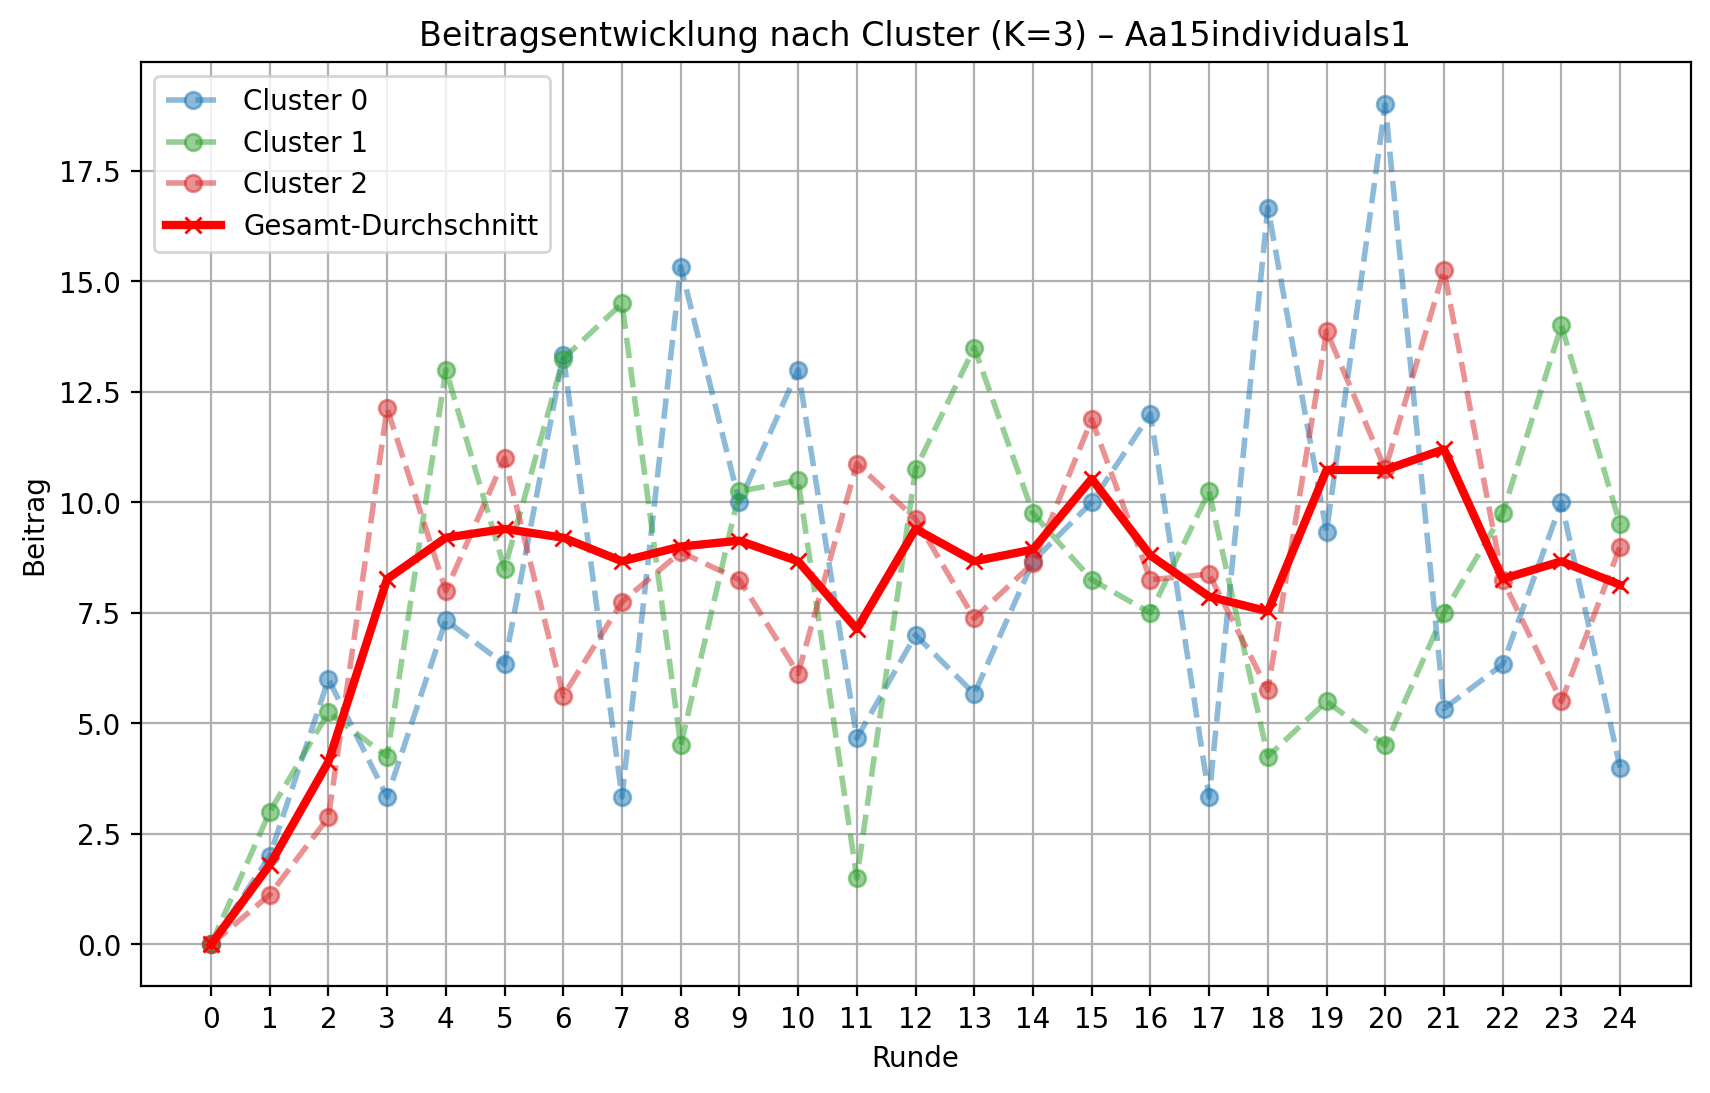 Beitragsentwicklung nach Cluster (K=3) – Aa15individuals1
Cluster 0
Cluster 1
Cluster 2
Gesamt-Durchschnitt
17.5
15.0
12.5
10.0
7.5
5.0
2.5
0.0
Beitrag
0 1 2 3 4 5 6 7 8 9 10 11 12 13 14 15 16 17 18 19 20 21 22 23 24
Runde